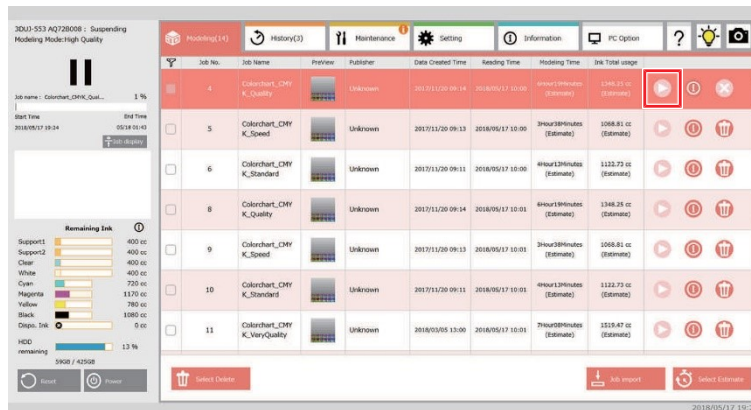 3DUJ-553 AQ72B008 : Suspending
Modeling Mode:High Quality
Job name : Colorchart_CMYK_Qual... 1 %
Start Time End Time
2018/05/17 19:24 05/18 01:43
Job display
Remaining Ink
Support1 400 cc
Support2 400 cc
Clear 400 cc
White 400 cc
Cyan 720 cc
Magenta 1170 cc
Yellow 780 cc
Black 1080 cc
Dispo. Ink 0 cc
HDD remaining 13 %
59GB / 425GB
Reset Power
Modeling(14) History(3) Maintenance Setting Information PC Option ?
Job No. Job Name Preview Publisher Data Created Time Reading Time Modeling Time Ink Total usage
4 Colorchart_CMY K_Quality Unknown 2017/11/20 09:14 2018/05/17 10:00 6Hour19Minutes (Estimate) 1348.25 cc (Estimate)
5 Colorchart_CMY K_Speed Unknown 2017/11/20 09:13 2018/05/17 10:00 3Hour38Minutes (Estimate) 1068.81 cc (Estimate)
6 Colorchart_CMY K_Standard Unknown 2017/11/20 09:11 2018/05/17 10:00 4Hour13Minutes (Estimate) 1122.73 cc (Estimate)
8 Colorchart_CMY K_Quality Unknown 2017/11/20 09:14 2018/05/17 10:01 6Hour19Minutes (Estimate) 1348.25 cc (Estimate)
9 Colorchart_CMY K_Speed Unknown 2017/11/20 09:13 2018/05/17 10:01 3Hour38Minutes (Estimate) 1068.81 cc (Estimate)
10 Colorchart_CMY K_Standard Unknown 2017/11/20 09:11 2018/05/17 10:01 4Hour13Minutes (Estimate) 1122.73 cc (Estimate)
11 Colorchart_CMY K_VeryQuality Unknown 2018/03/05 13:00 2018/05/17 10:01 7Hour08Minutes (Estimate) 1519.47 cc (Estimate)
Select Delete Job import Select Estimate
2018/05/17 19:2